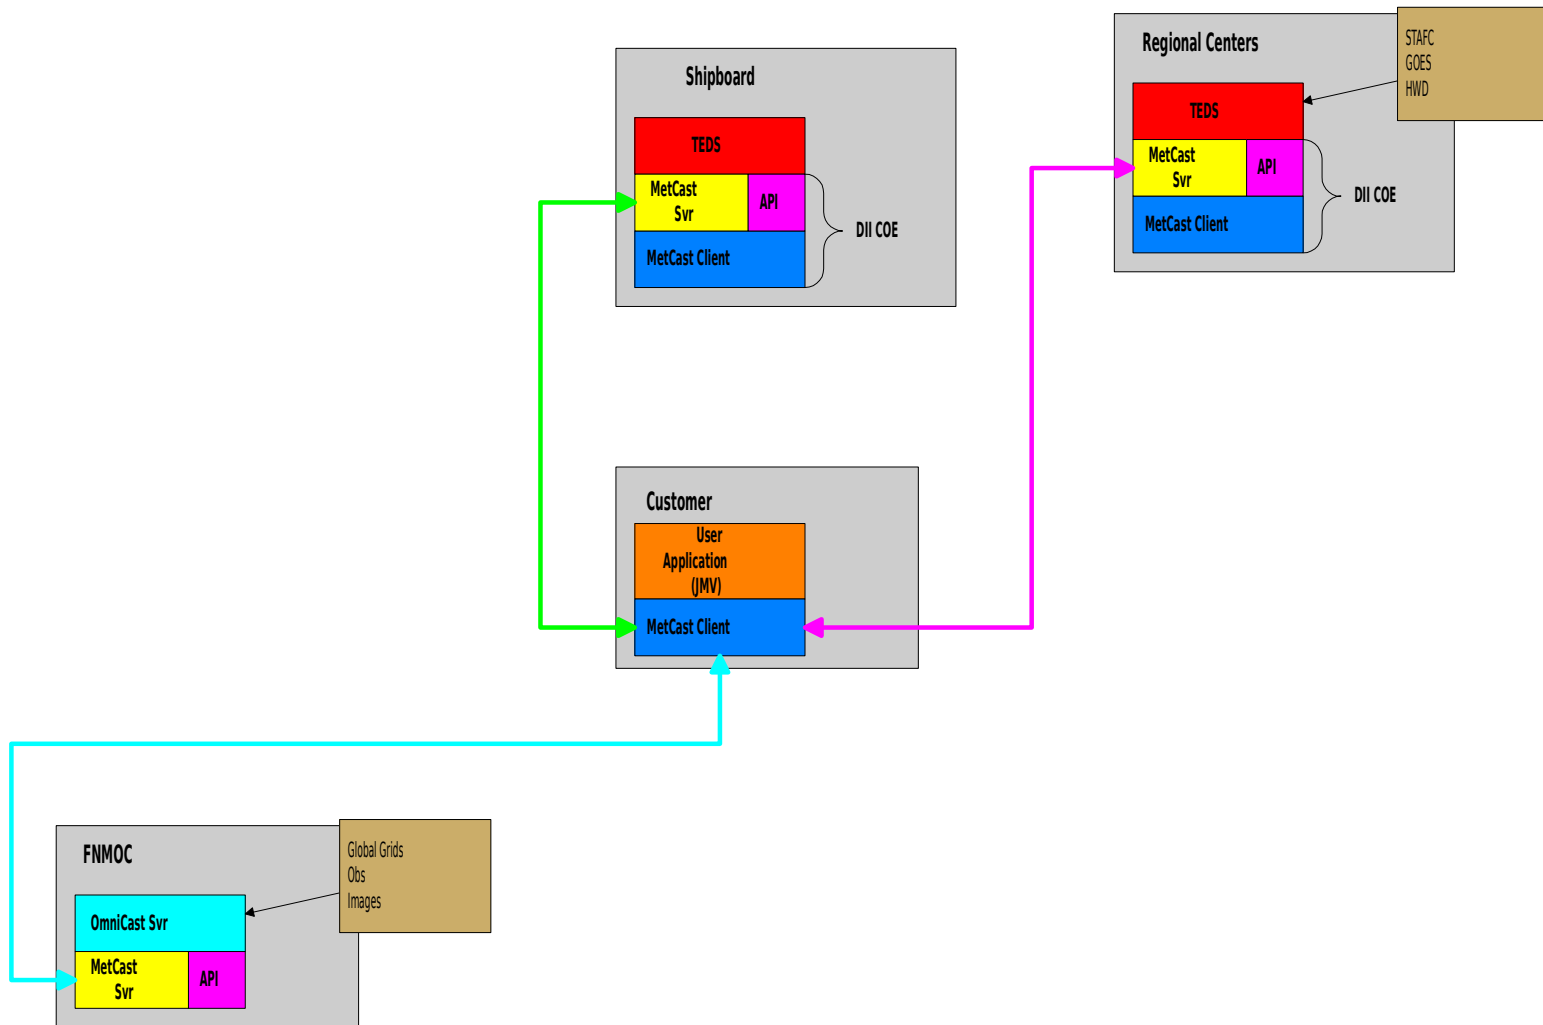 Regional Centers
STAFC
GOES
HWD
TEDS
MetCast
Svr
API
MetCast Client
DII COE
Shipboard
TEDS
MetCast
Svr
API
MetCast Client
DII COE
Customer
User
Application
(JMV)
MetCast Client
FNMOC
Global Grids
Obs
Images
OmniCast Svr
MetCast
Svr
API